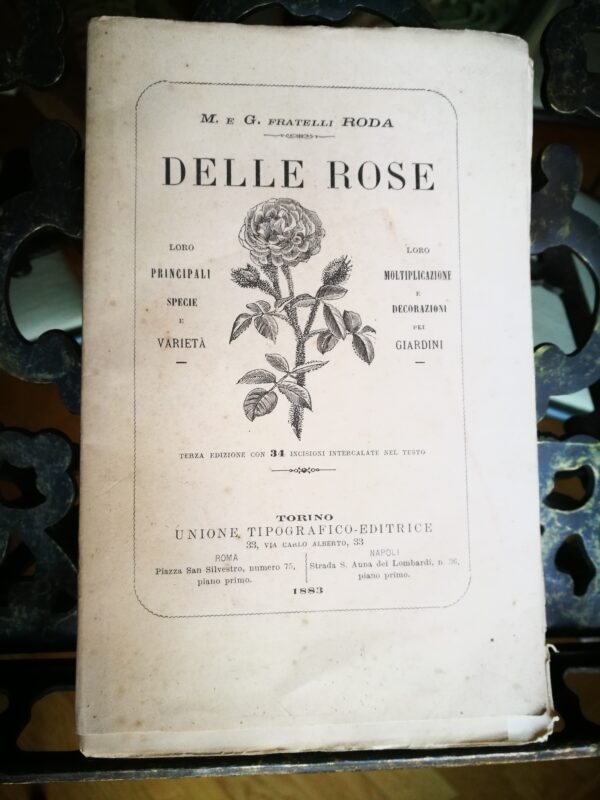 M. E G. FRATELLI RODA
DELLE ROSE
LORO
PRINCIPALI
SPECIE
E
VARIETÀ
LORO
MOLTIPLICAZIONE
E
DECORAZIONI
PEI
GIARDINI
TERZA EDIZIONE CON 34 INCISIONI INTERCALATE NEL TESTO
TORINO
UNIONE TIPOGRAFICO-EDITRICE
33, VIA CARLO ALBERTO, 33
ROMA
Piazza San Silvestro, numero 75,
piano primo.
NAPOLI
Strada S. Anna dei Lombardi, n. 36,
piano primo.
1883